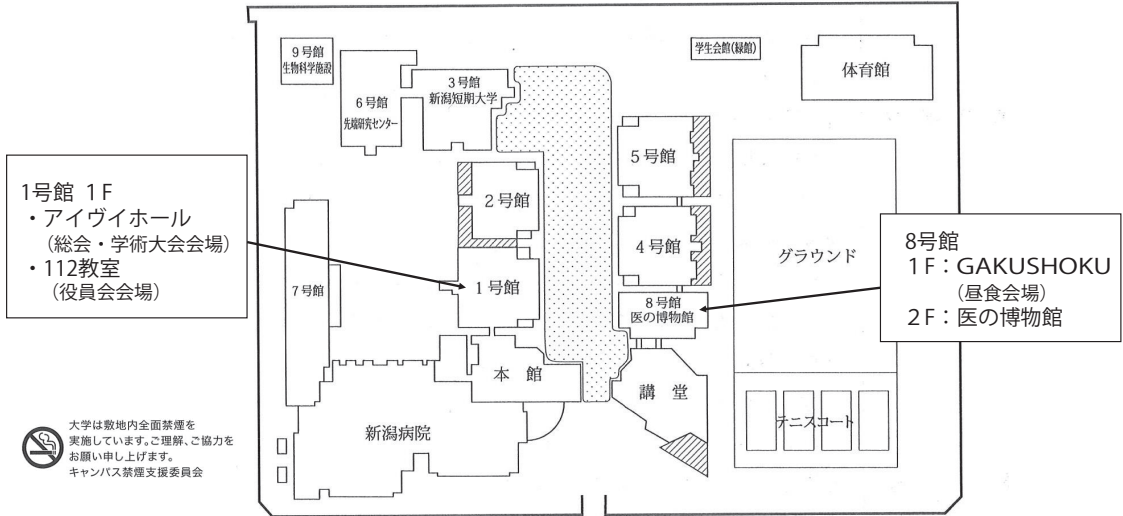 9号館
生物科学施設
6号館
先端研究センター
3号館
新潟短期大学
学生会館(緑館)
体育館
1号館 1F
・アイヴイホール
(総会・学術大会会場)
・112教室
(役員会会場)
2号館
1号館
7号館
本 館
新潟病院
5号館
4号館
8号館
医の博物館
講 堂
グラウンド
テニスコート
8号館
1F：GAKUSHOKU
(昼食会場)
2F：医の博物館
大学は敷地内全面禁煙を
実施しています。ご理解、ご協力を
お願い申し上げます。
キャンパス禁煙支援委員会